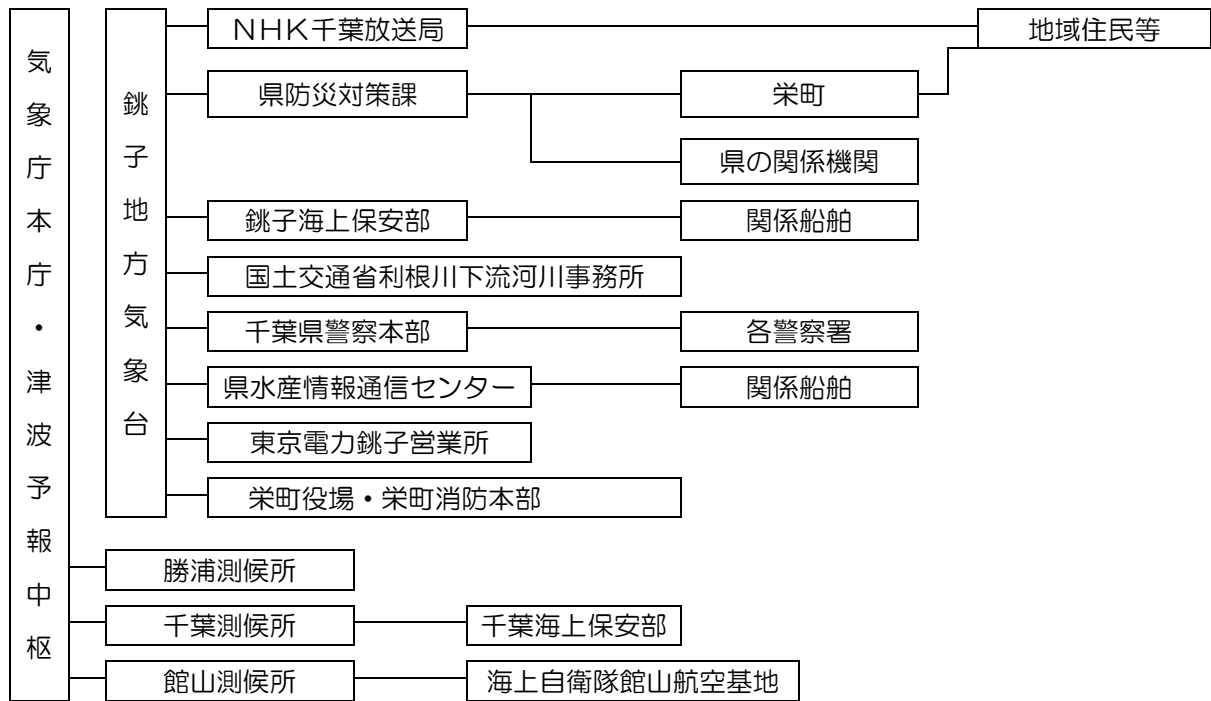 気象庁本庁・津波予報中枢
銚子地方気象台
NHK千葉放送局
地域住民等
県防災対策課
栄町
県の関係機関
銚子海上保安部
関係船舶
国土交通省利根川下流河川事務所
千葉県警察本部
各警察署
県水産情報通信センター
関係船舶
東京電力銚子営業所
栄町役場・栄町消防本部
勝浦測候所
千葉測候所
千葉海上保安部
館山測候所
海上自衛隊館山航空基地